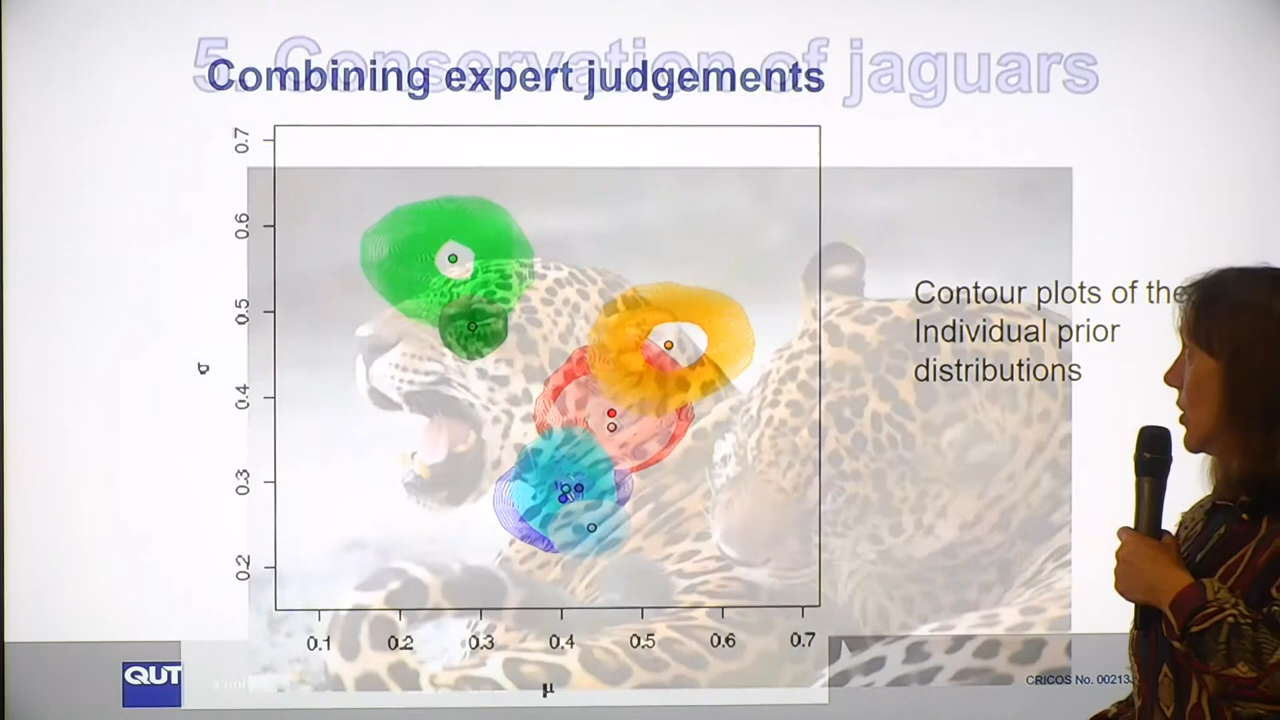 5. Conservation of jaguars
Combining expert judgements
0.7
0.6
0.5
0.4
0.3
0.2
σ
0.1 0.2 0.3 0.4 0.5 0.6 0.7
μ
Contour plots of the
Individual prior
distributions
QUT
CRICOS No. 00213